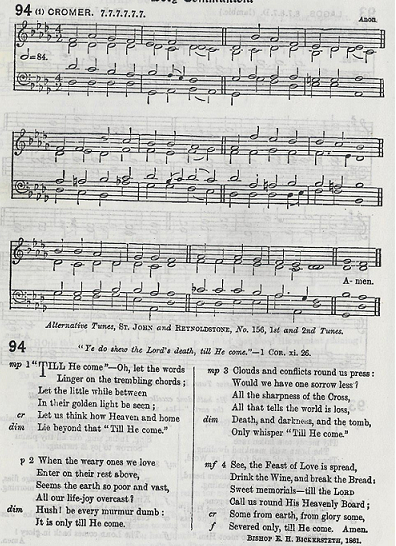 Holy Communion
94 (1) CROMER. 7.7.7.7.7.7.
Anon.
=84.
A- men.
Alternative Tunes, ST. JOHN and REYNOLDSTONE, No. 156, 1st and 2nd Tunes.
94
"Ye do shew the Lord's death, till He come."—1 COR. xi. 26.
mp 1 "TILL He come"—Oh, let the words
Linger on the trembling chords;
Let the little while between
In their golden light be seen;
cr Let us think how Heaven and home
dim Lie beyond that "Till He come."
p 2 When the weary ones we love
Enter on their rest above,
Seems the earth so poor and vast,
All our life-joy overcast?
dim Hush! be every murmur dumb:
It is only till He come.
mp 3 Clouds and conflicts round us press:
Would we have one sorrow less?
All the sharpness of the Cross,
All that tells the world is loss,
dim Death, and darkness, and the tomb,
Only whisper "Till He come."
mf 4 See, the Feast of Love is spread,
Drink the Wine, and break the Bread:
Sweet memorials—till the LORD
Call us round His Heavenly Board;
cr Some from earth, from glory some,
f Severed only, till He come. Amen.
BISHOP E. H. BICKERSTETH, 1861.